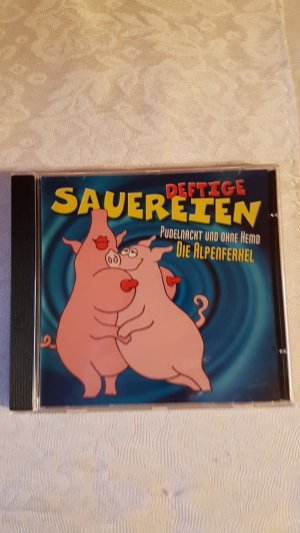 DEFTIGE
SAUEREIEN
PUDELNACKT UND OHNE HEMD
DIE ALPENFERKEL